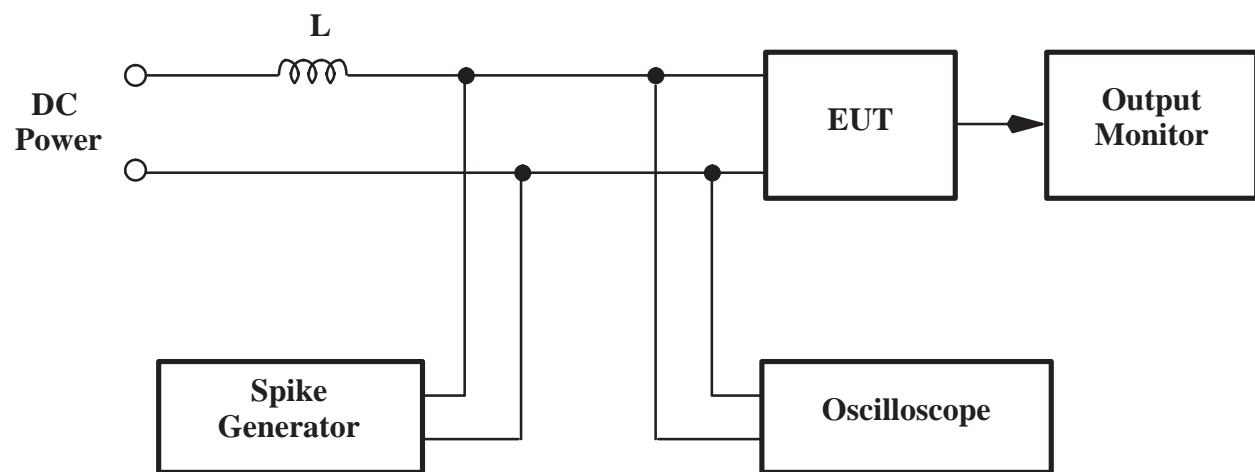 L
DC
Power
EUT
Output
Monitor
Spike
Generator
Oscilloscope